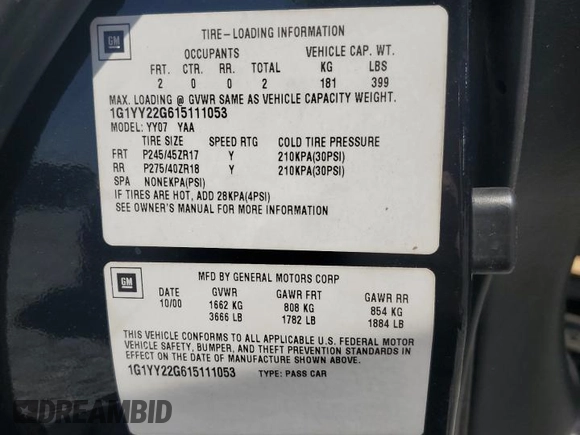 GM
TIRE-LOADING INFORMATION
OCCUPANTS VEHICLE CAP. WT.
FRT. CTR. RR. TOTAL KG LBS
2 0 0 2 181 399
MAX. LOADING @ GVWR SAME AS VEHICLE CAPACITY WEIGHT.
1G1YY22G615111053
MODEL: YY07 YAA
TIRE SIZE SPEED RTG COLD TIRE PRESSURE
FRT P245/45ZR17 Y 210KPA(30PSI)
RR P275/40ZR18 Y 210KPA(30PSI)
SPA NONEKPA(PSI)
IF TIRES ARE HOT, ADD 28KPA(4PSI)
SEE OWNER'S MANUAL FOR MORE INFORMATION
GM
MFD BY GENERAL MOTORS CORP
DATE GVWR GAWR FRT GAWR RR
10/00 1662 KG 808 KG 854 KG
3666 LB 1782 LB 1884 LB
THIS VEHICLE CONFORMS TO ALL APPLICABLE U.S. FEDERAL MOTOR
VEHICLE SAFETY, BUMPER, AND THEFT PREVENTION STANDARDS IN
EFFECT ON THE DATE OF MANUFACTURE SHOWN ABOVE.
1G1YY22G615111053 TYPE: PASS CAR
DREAMBID